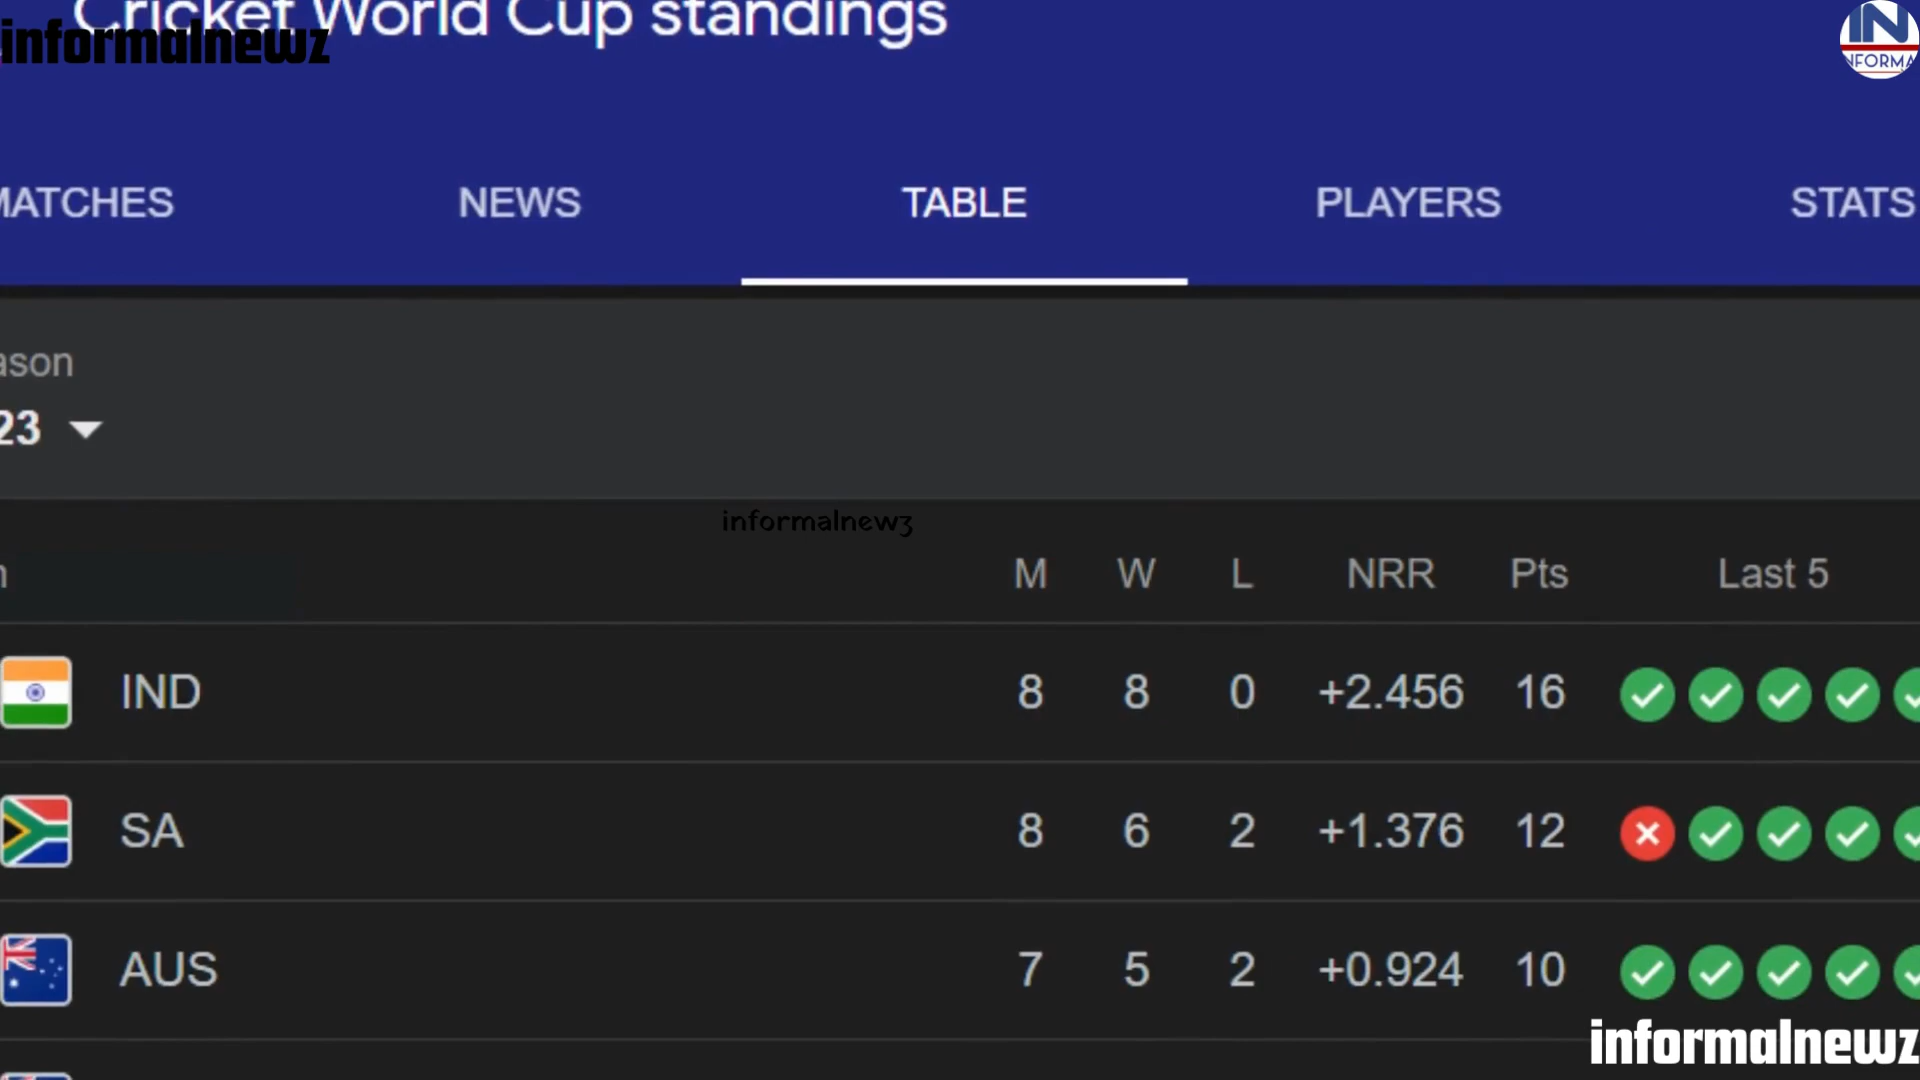 Cricket World Cup standings
informalnewz
IN
INFORMA
MATCHES NEWS TABLE PLAYERS STATS
ason
23
informalnewz
M W L NRR Pts Last 5
IND 8 8 0 +2.456 16
SA 8 6 2 +1.376 12
AUS 7 5 2 +0.924 10
informalnewz